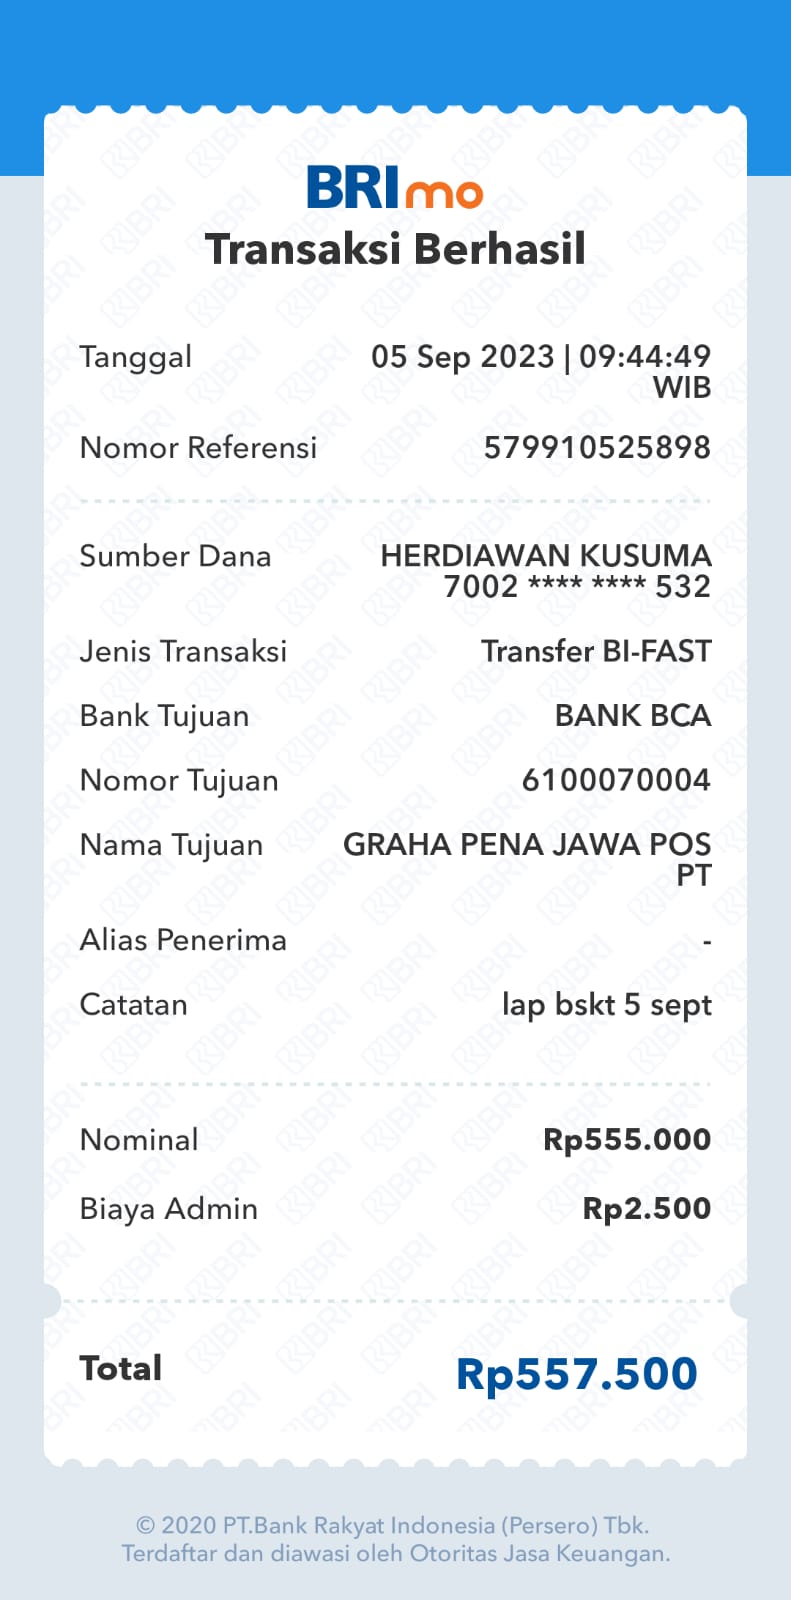 BRImo
Transaksi Berhasil
Tanggal 05 Sep 2023 | 09:44:49
WIB
Nomor Referensi 579910525898
Sumber Dana HERDIAWAN KUSUMA
7002 **** **** 532
Jenis Transaksi Transfer BI-FAST
Bank Tujuan BANK BCA
Nomor Tujuan 6100070004
Nama Tujuan GRAHA PENA JAWA POS
PT
Alias Penerima -
Catatan lap bskt 5 sept
Nominal Rp555.000
Biaya Admin Rp2.500
Total Rp557.500
© 2020 PT.Bank Rakyat Indonesia (Persero) Tbk.
Terdaftar dan diawasi oleh Otoritas Jasa Keuangan.